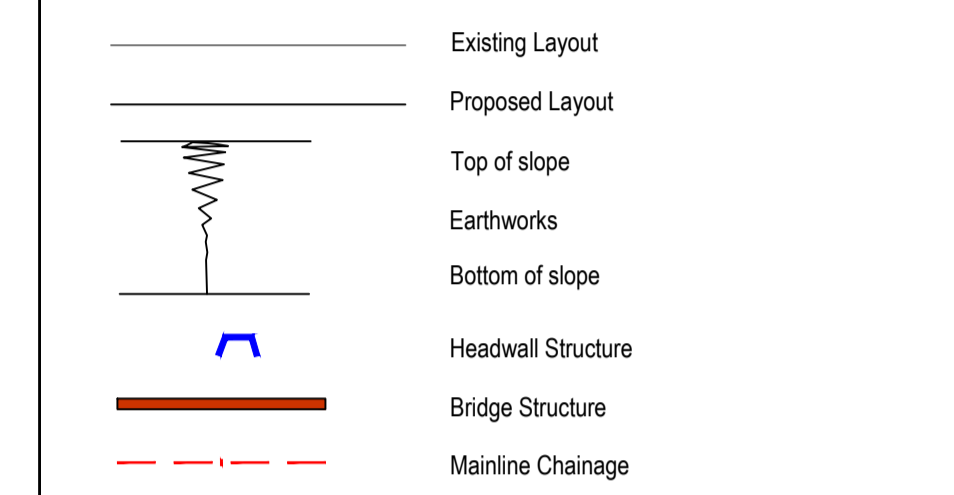 Existing Layout
Proposed Layout
Top of slope
Earthworks
Bottom of slope
Headwall Structure
Bridge Structure
Mainline Chainage